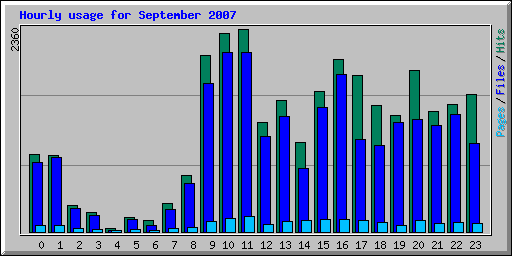 Hourly usage for September 2007
2360
Pages/Files/Hits
0 1 2 3 4 5 6 7 8 9 10 11 12 13 14 15 16 17 18 19 20 21 22 23